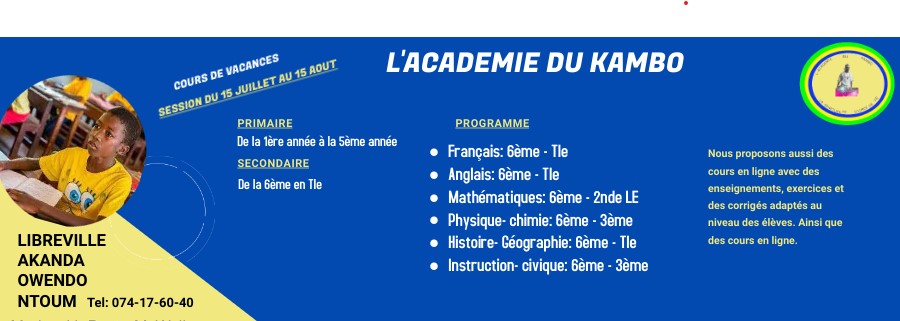 L'ACADEMIE DU KAMBO
COURS DE VACANCES
SESSION DU 15 JUILLET AU 15 AOUT
PRIMAIRE
De la 1ère année à la 5ème année
SECONDAIRE
De la 6ème en Tle
PROGRAMME
Français: 6ème - Tle
Anglais: 6ème - Tle
Mathématiques: 6ème - 2nde LE
Physique- chimie: 6ème - 3ème
Histoire- Géographie: 6ème - Tle
Instruction- civique: 6ème - 3ème
Nous proposons aussi des
cours en ligne avec des
enseignements, exercices et
des corrigés adaptés au
niveau des élèves. Ainsi que
des cours en ligne.
LIBREVILLE
AKANDA
OWENDO
NTOUM Tel: 074-17-60-40